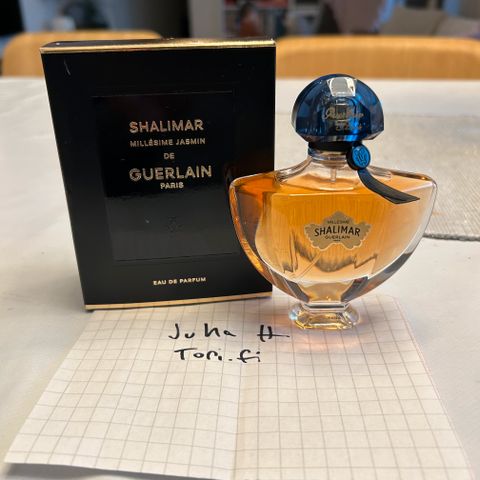 SHALIMAR
MILLÉSIME JASMIN
DE
GUERLAIN
PARIS
EAU DE PARFUM
MILLÉSIME
SHALIMAR
GUERLAIN
Juha H
Tori.fi